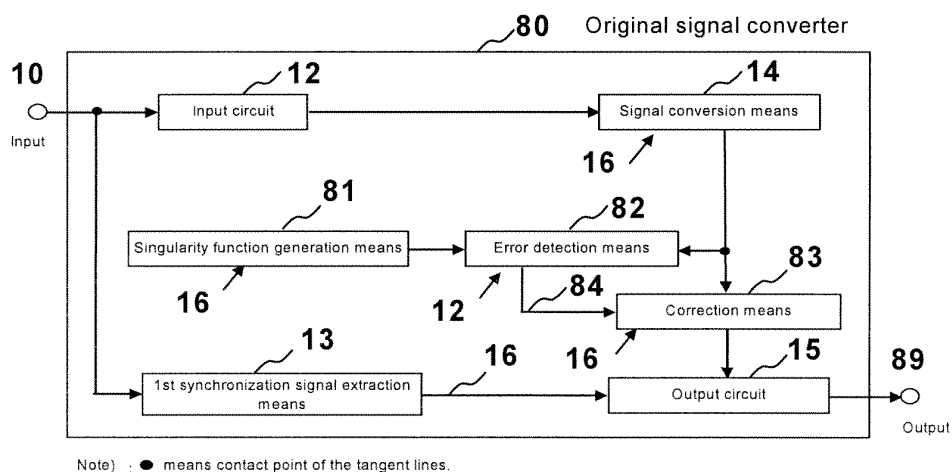 80 Original signal converter
10 12 14
Input circuit Signal conversion means
Input
16
81 82
Singularity function generation means Error detection means
83
16 12 84
Correction means
13 16 16 15 89
1st synchronization signal extraction
means
Output circuit
Output
Note) : ● means contact point of the tangent lines.